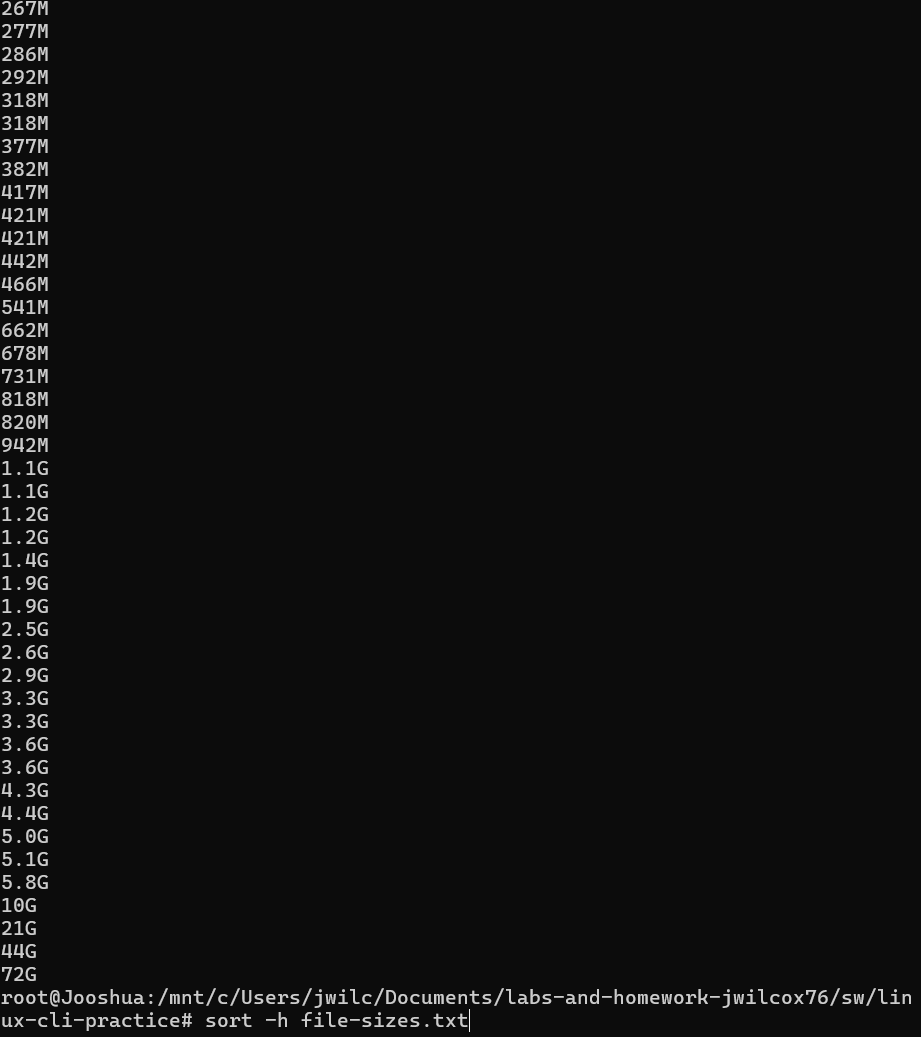 267M
277M
286M
292M
318M
318M
377M
382M
417M
421M
421M
442M
466M
541M
662M
678M
731M
818M
820M
942M
1.1G
1.1G
1.2G
1.2G
1.4G
1.9G
1.9G
2.5G
2.6G
2.9G
3.3G
3.3G
3.6G
3.6G
4.3G
4.4G
5.0G
5.1G
5.8G
10G
21G
44G
72G
root@Jooshua:/mnt/c/Users/jwilc/Documents/labs-and-homework-jwilcox76/sw/lin
ux-cli-practice# sort -h file-sizes.txt